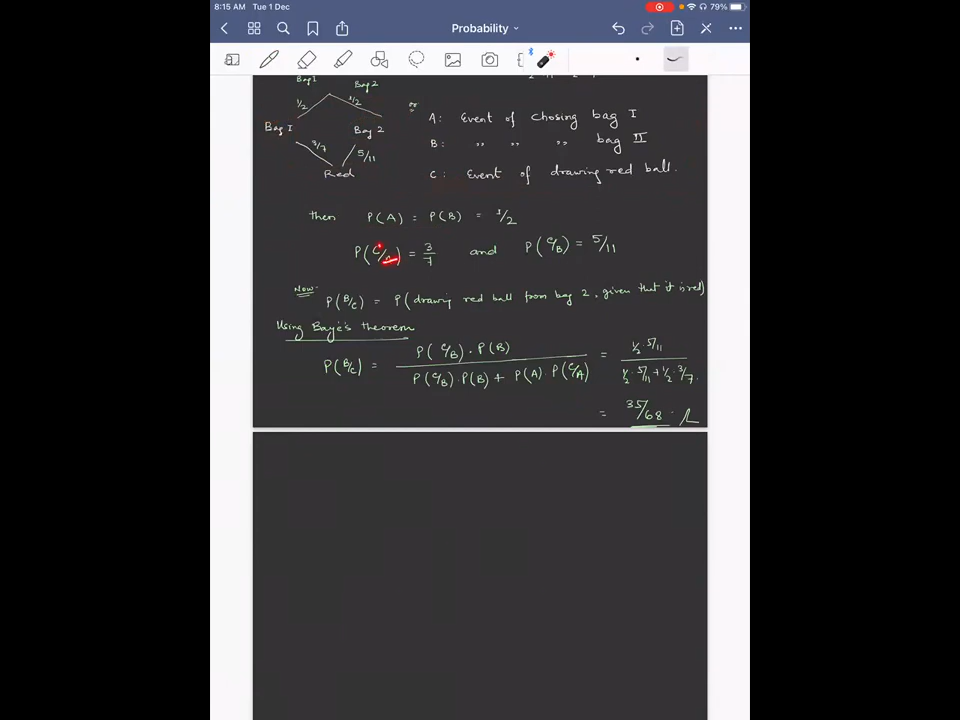 8:15 AM Tue 1 Dec
79%
Probability
Bag 1 Bag 2
1/2 1/2
Bag I Bag 2
3/7 5/11
Red
or
A: Event of chosing bag I
B: " " " bag II
C: Event of drawing red ball.
then P(A) = P(B) = 1/2
P(C/A) = 3/7 and P(C/B) = 5/11
Now. P(B/C) = P(drawing red ball from bag 2, given that it is red)
Using Baye's theorem
P(B/C) = P(C/B) · P(B) / P(C/B) · P(B) + P(A) · P(C/A) = 1/2 · 5/11 / 1/2 · 5/11 + 1/2 · 3/7.
= 35/68